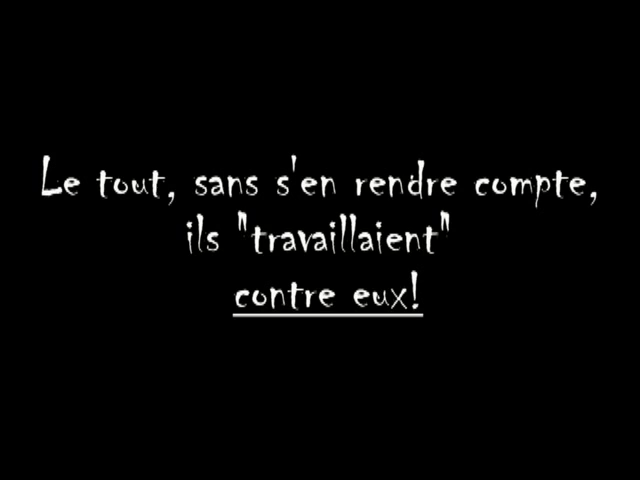 Le tout, sans s'en rendre compte,
ils "travaillaient"
contre eux!